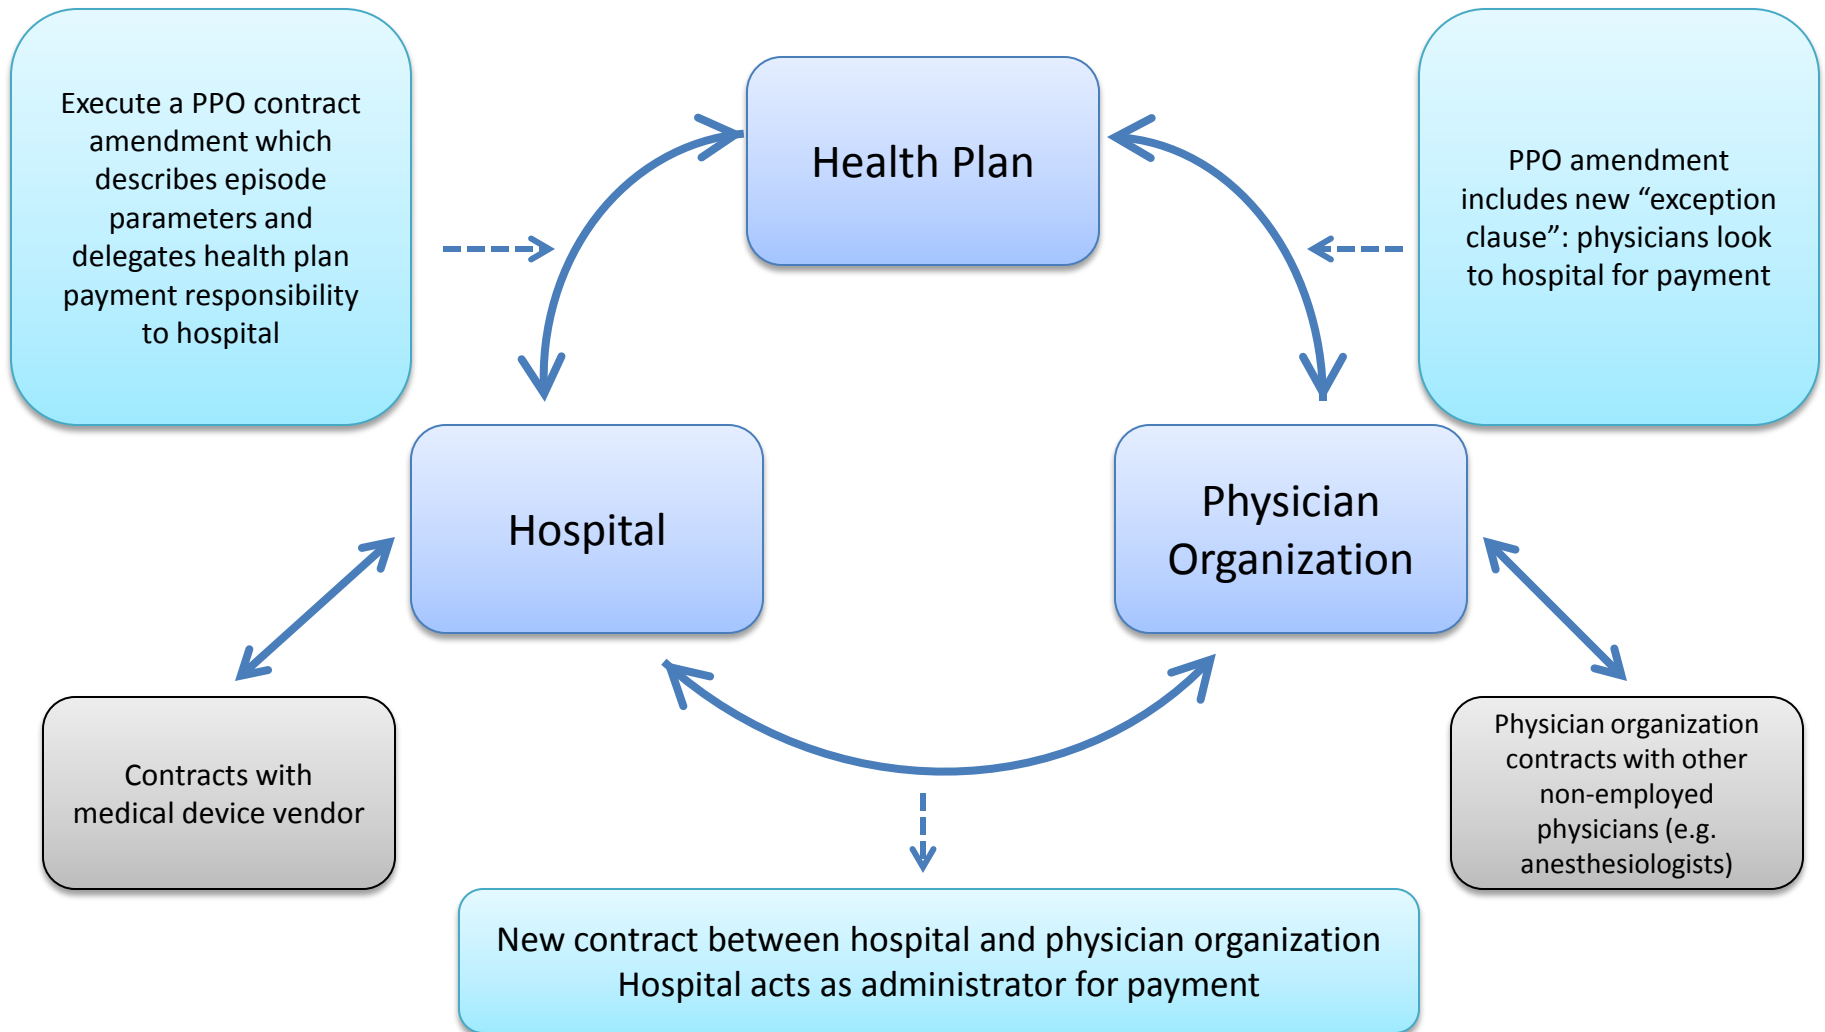 Execute a PPO contract
amendment which
describes episode
parameters and
delegates health plan
payment responsibility
to hospital
Health Plan
PPO amendment
includes new “exception
clause”: physicians look
to hospital for payment
Hospital
Physician
Organization
Contracts with
medical device vendor
Physician organization
contracts with other
non-employed
physicians (e.g.
anesthesiologists)
New contract between hospital and physician organization
Hospital acts as administrator for payment